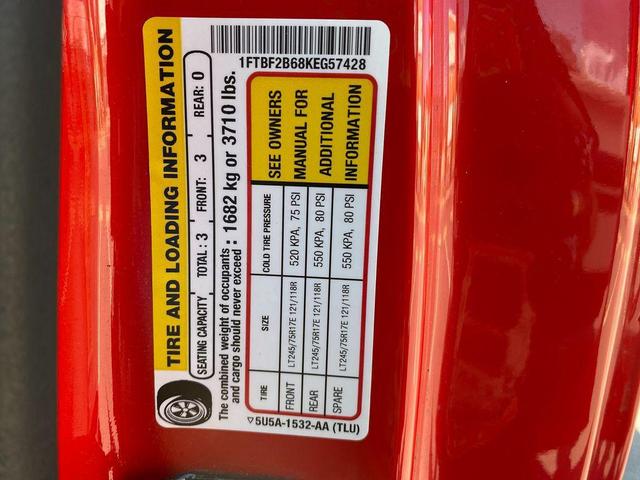 TIRE AND LOADING INFORMATION
SEATING CAPACITY TOTAL: 3 FRONT: 3 REAR: 0
The combined weight of occupants : 1682 kg or 3710 lbs.
and cargo should never exceed
TIRE SIZE COLD TIRE PRESSURE
FRONT LT245/75R17E 121/118R 520 KPA, 75 PSI
REAR LT245/75R17E 121/118R 550 KPA, 80 PSI
SPARE LT245/75R17E 121/118R 550 KPA, 80 PSI
SEE OWNERS
MANUAL FOR
ADDITIONAL
INFORMATION
5U5A-1532-AA (TLU)
1FTBF2B68KEG57428